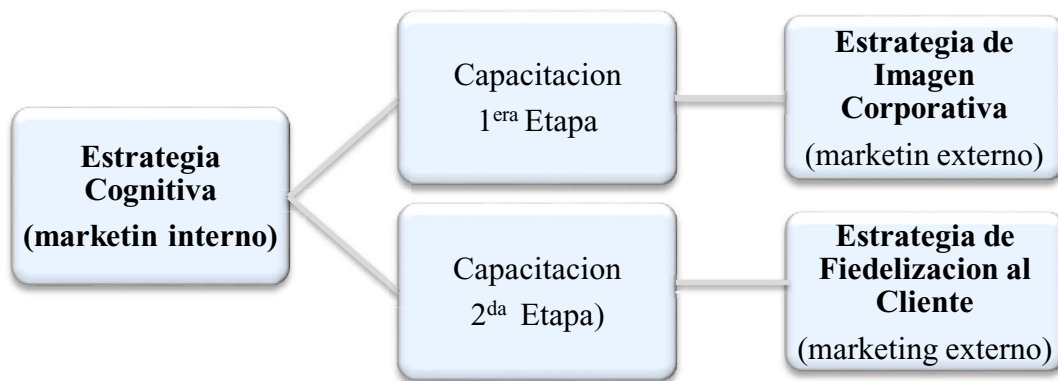 Estrategia
Cognitiva
(marketin interno)
Capacitacion
1era Etapa
Capacitacion
2da Etapa)
Estrategia de
Imagen
Corporativa
(marketin externo)
Estrategia de
Fiedelizacion al
Cliente
(marketing externo)